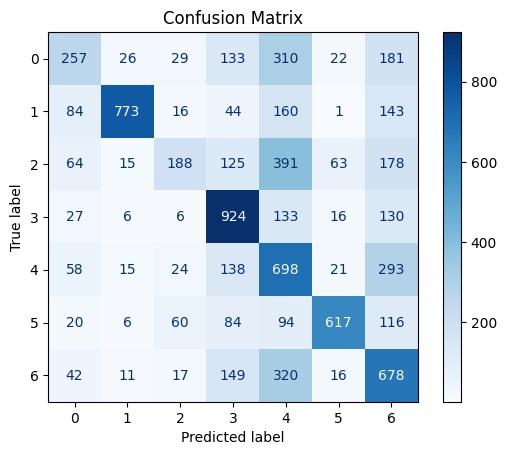 Confusion Matrix
0 257 26 29 133 310 22 181
1 84 773 16 44 160 1 143
2 64 15 188 125 391 63 178
3 27 6 6 924 133 16 130
4 58 15 24 138 698 21 293
5 20 6 60 84 94 617 116
6 42 11 17 149 320 16 678
0 1 2 3 4 5 6
True label
Predicted label
800
600
400
200